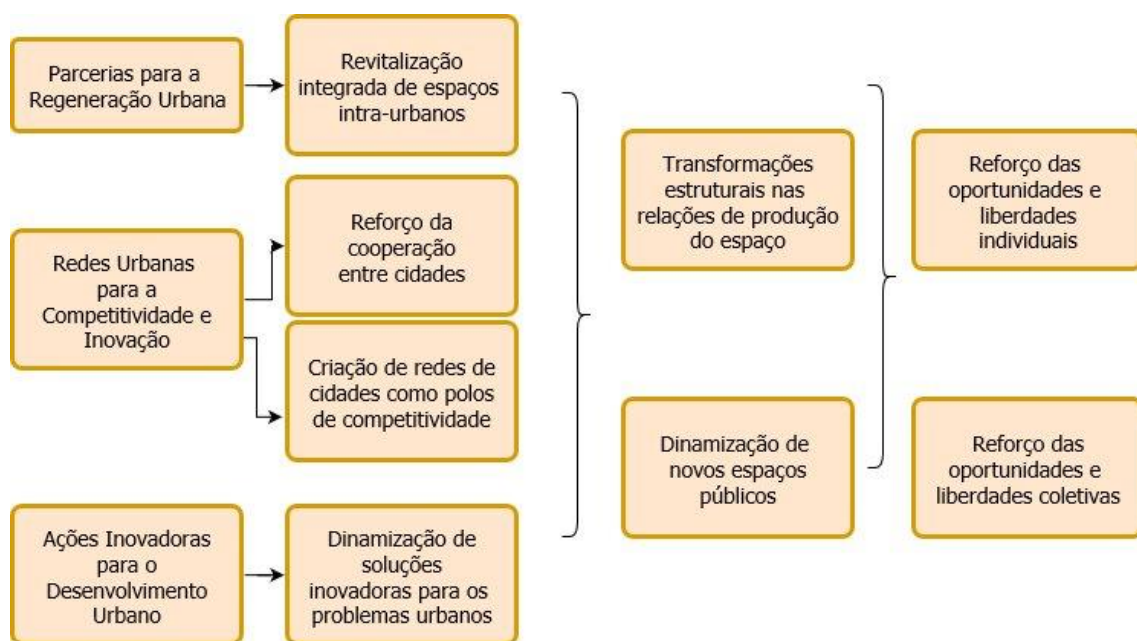 Parcerias para a
Regeneração Urbana
Revitalização
integrada de espaços
intra-urbanos
Redes Urbanas
para a
Competitividade e
Inovação
Reforço da
cooperação
entre cidades
Criação de redes de
cidades como polos
de competitividade
Ações Inovadoras
para o
Desenvolvimento
Urbano
Dinamização de
soluções
inovadoras para os
problemas urbanos
Transformações
estruturais nas
relações de produção
do espaço
Dinamização de
novos espaços
públicos
Reforço das
oportunidades e
liberdades
individuais
Reforço das
oportunidades e
liberdades coletivas